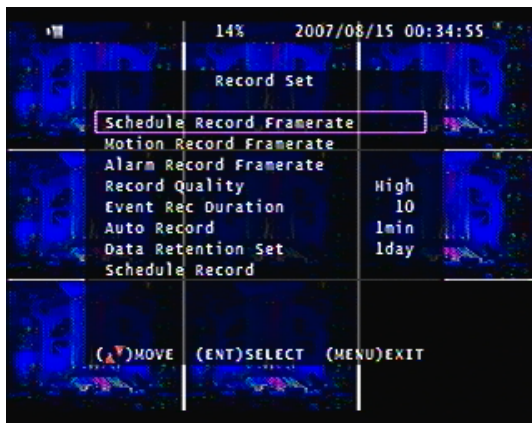 14% 2007/08/15 00:34:55
Record Set
Schedule Record Framerate
Motion Record Framerate
Alarm Record Framerate
Record Quality High
Event Rec Duration 10
Auto Record 1min
Data Retention Set 1day
Schedule Record
(▲▼)MOVE (ENT)SELECT (MENU)EXIT